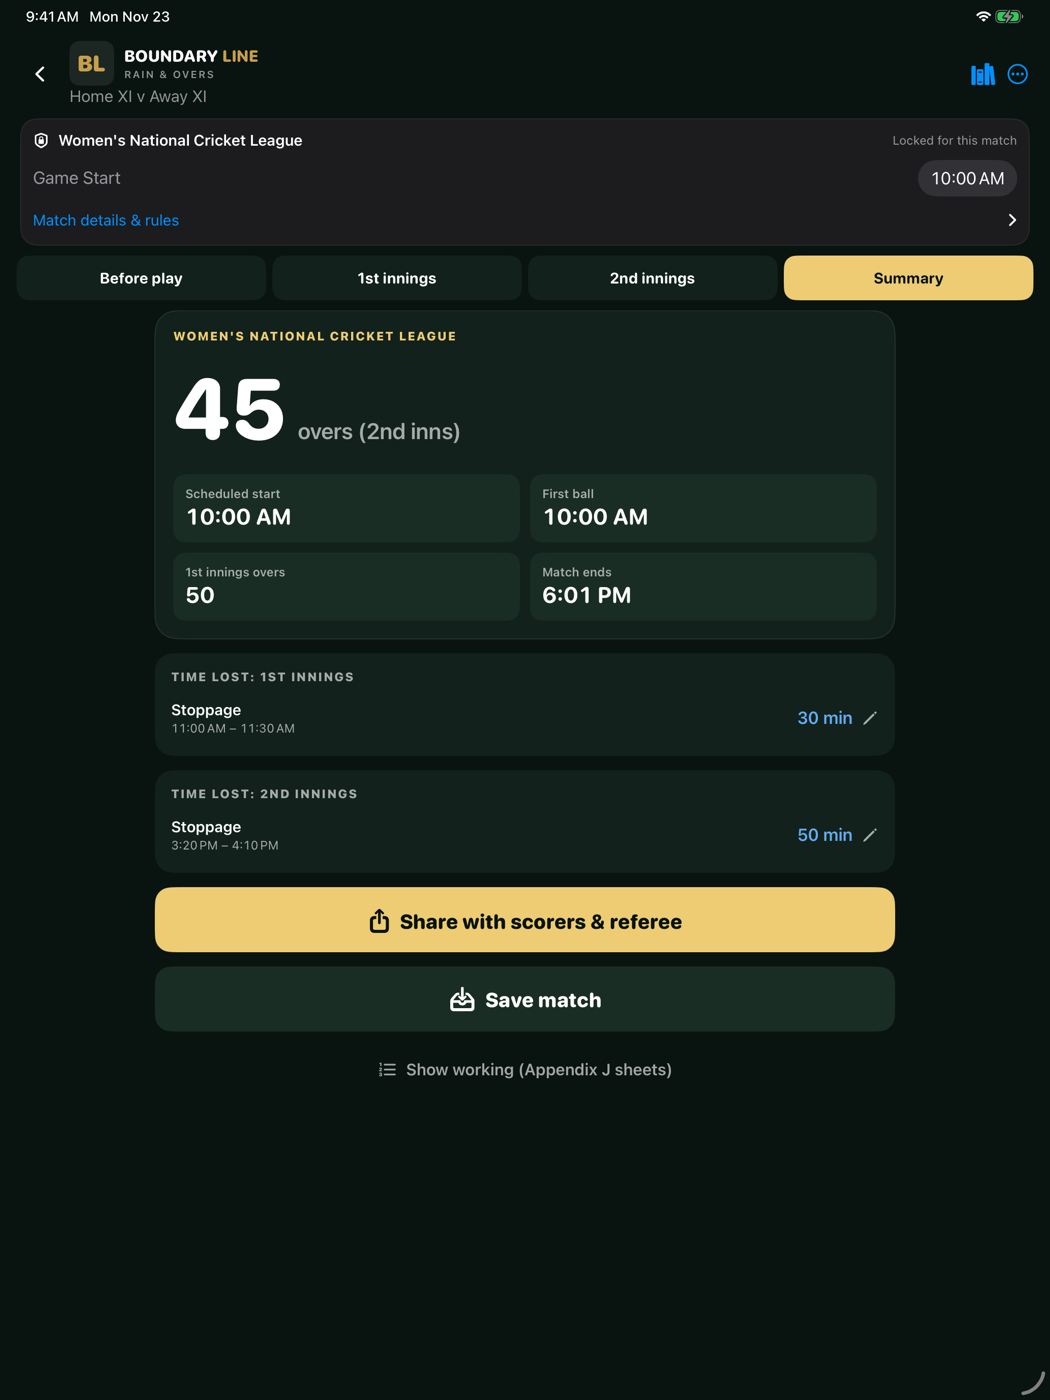 9:41 AM Mon Nov 23
BL
BOUNDARY LINE
RAIN & OVERS
Home XI v Away XI
Women's National Cricket League
Locked for this match
Game Start
10:00 AM
Match details & rules
Before play
1st innings
2nd innings
Summary
WOMEN'S NATIONAL CRICKET LEAGUE
45 overs (2nd inns)
Scheduled start
10:00 AM
First ball
10:00 AM
1st innings overs
50
Match ends
6:01 PM
TIME LOST: 1ST INNINGS
Stoppage
11:00 AM – 11:30 AM
30 min
TIME LOST: 2ND INNINGS
Stoppage
3:20 PM – 4:10 PM
50 min
Share with scorers & referee
Save match
Show working (Appendix J sheets)